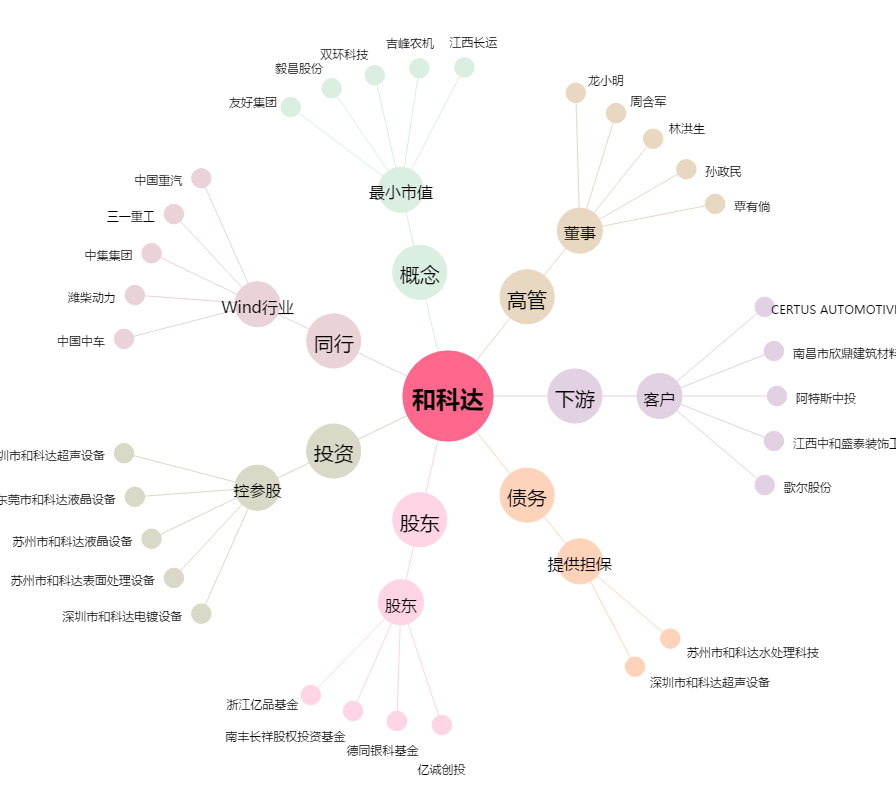 吉峰农机
江西长运
双环科技
毅昌股份
友好集团
龙小明
周含军
林洪生
孙政民
覃有倘
中国重汽
三一重工
中集集团
潍柴动力
中国中车
最小市值
董事
概念
高管
Wind行业
同行
CERTUS AUTOMOTIVE
南昌市欣鼎建筑材料
阿特斯中投
江西中和盛泰装饰工
歌尔股份
和科达
下游
客户
投资
控参股
圳市和科达超声设备
东莞市和科达液晶设备
苏州市和科达液晶设备
苏州市和科达表面处理设备
深圳市和科达电镀设备
股东
债务
提供担保
股东
苏州市和科达水处理科技
深圳市和科达超声设备
浙江亿品基金
南丰长祥股权投资基金
德同银科基金
亿诚创投